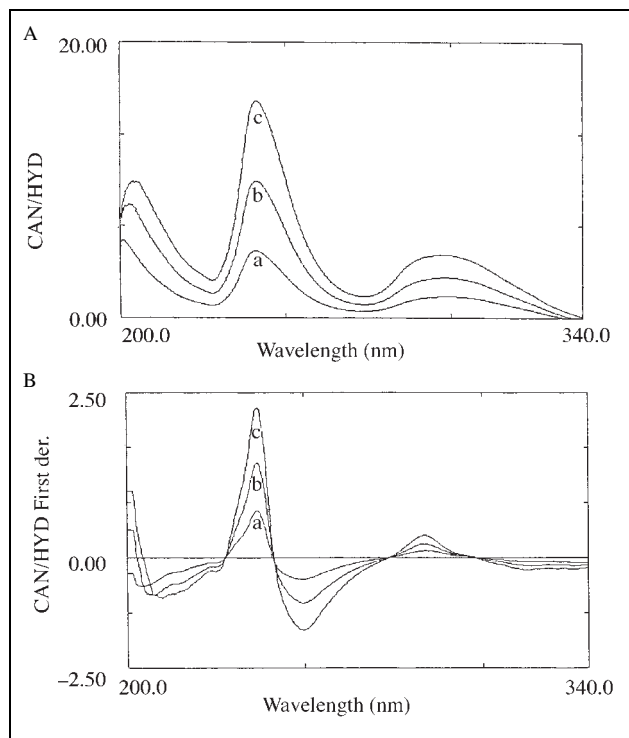 A
20.00
CAN/HYD
c
b
a
0.00
200.0
340.0
Wavelength (nm)
B
2.50
CAN/HYD First der.
c
b
a
0.00
−2.50
200.0
340.0
Wavelength (nm)